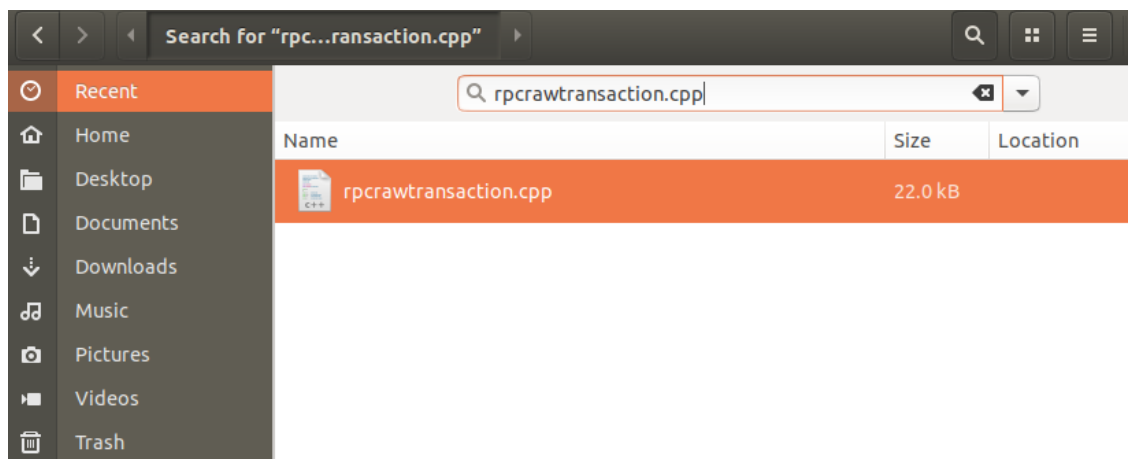 Search for “rpc...ransaction.cpp”
Recent
Home
Desktop
Documents
Downloads
Music
Pictures
Videos
Trash
rpcrawtransaction.cpp
Name Size Location
rpcrawtransaction.cpp 22.0 kB